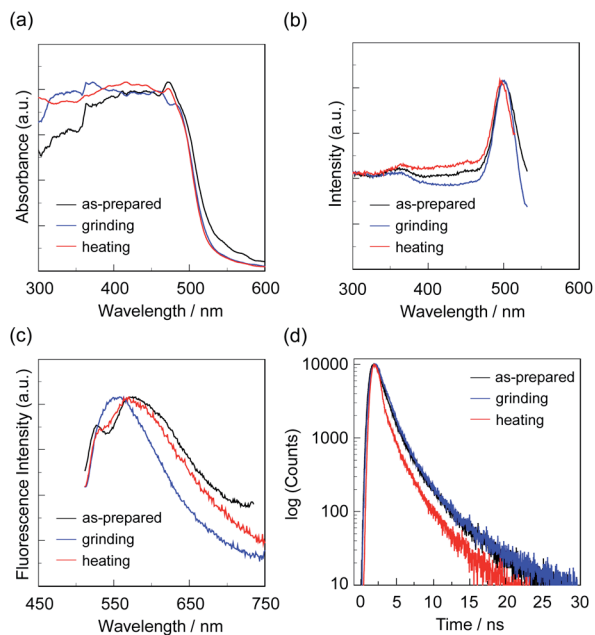 (a)
Absorbance (a.u.)
as-prepared
grinding
heating
300 400 500 600
Wavelength / nm
(b)
Intensity (a.u.)
as-prepared
grinding
heating
300 400 500 600
Wavelength / nm
(c)
Fluorescence Intensity (a.u.)
as-prepared
grinding
heating
450 550 650 750
Wavelength / nm
(d)
log (Counts)
10000
1000
100
10
as-prepared
grinding
heating
0 5 10 15 20 25 30
Time / ns